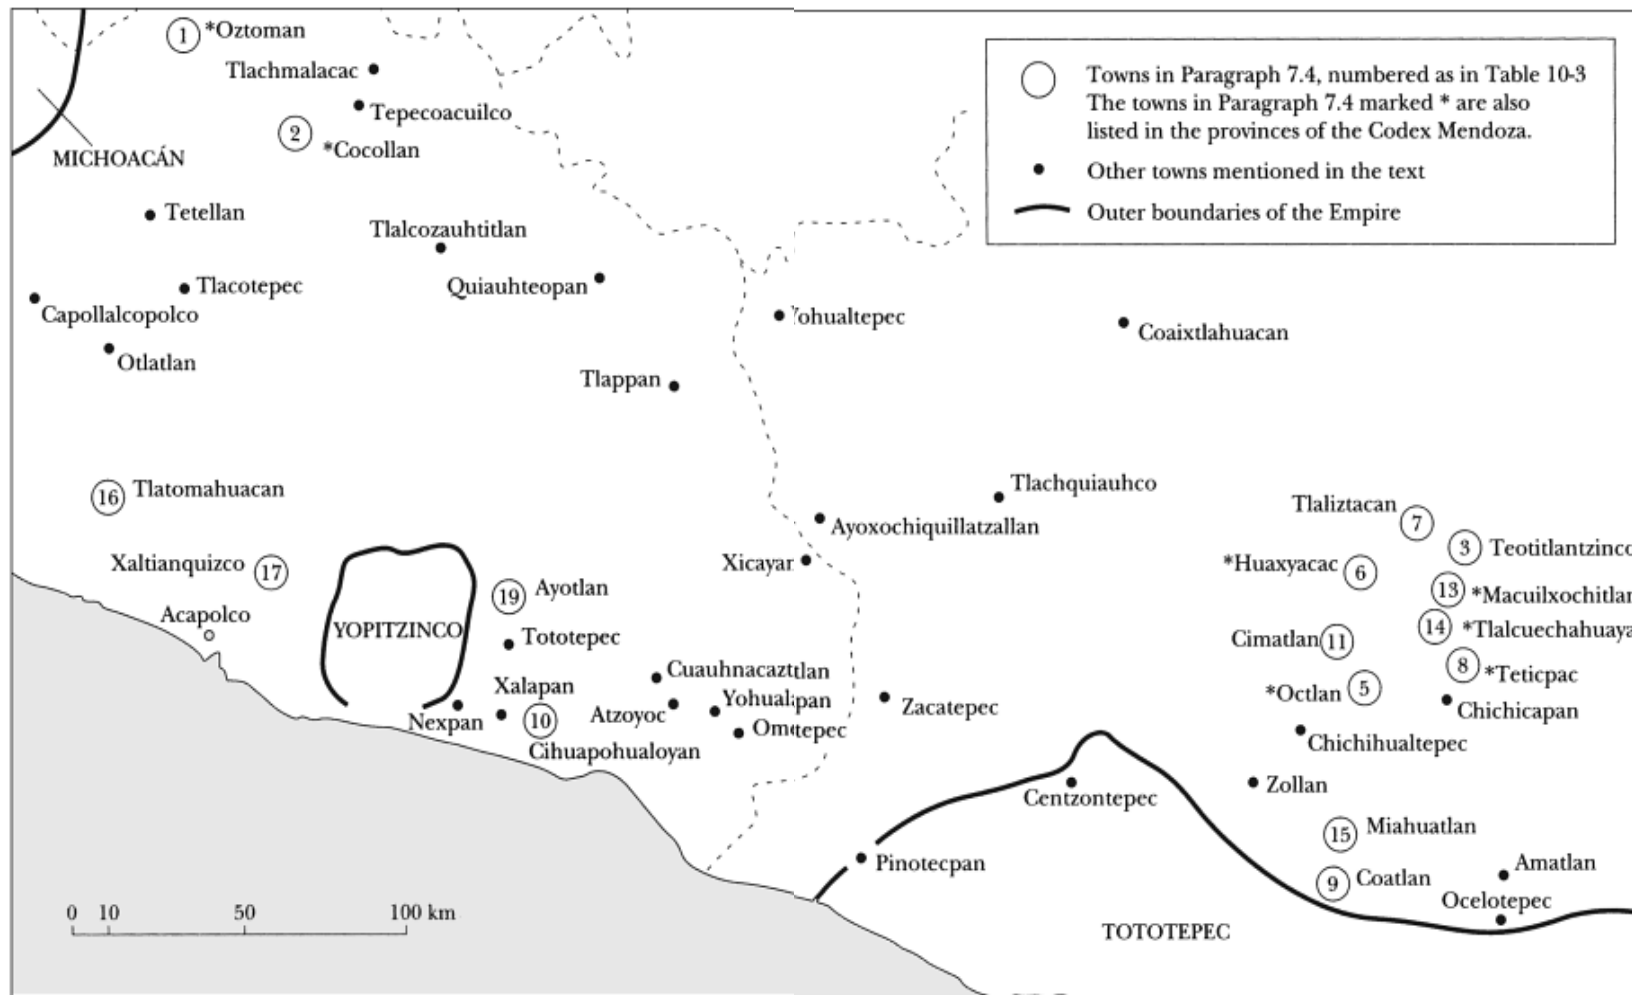 1 *Oztoman
Tlachmalacac
Tepecoacuilco
2
*Cocollan
MICHOACÁN
Tetellan
Tlalcozauhtitlan
Tlacotepec
Quiauhteopan
Capollalcopolco
Otlatlan
Tlappan
Yohualtepec
Coaixtlahuacan
Towns in Paragraph 7.4, numbered as in Table 10-3
The towns in Paragraph 7.4 marked * are also
listed in the provinces of the Codex Mendoza.
Other towns mentioned in the text
Outer boundaries of the Empire
16 Tlatomahuacan
Xaltianquizco 17
Acapolco
YOPITZINCO
19 Ayotlan
Tototepec
Xalapan
Nexpan
10
Cihuapohualoyan
Cuauhnacaztitlan
Atzoyoc
Yohualapan
Ometepec
Tlachquiauhco
Ayoxochiquillatzallan
Xicayan
Zacatepec
Tlaliztacan
7
3 Teotitlantzinco
*Huaxyacac 6
13 *Macuilxochitlan
14 *Tlalcuechahuaya
Cimatlan 11
8 *Teticpac
*Octlan 5
Chichicapan
Chichihualtepec
Zollan
Centzontepec
15 Miahuatlan
Pinotecpan
9 Coatlan
Amatlan
Ocelotepec
TOTOTEPEC
0 10 50 100 km